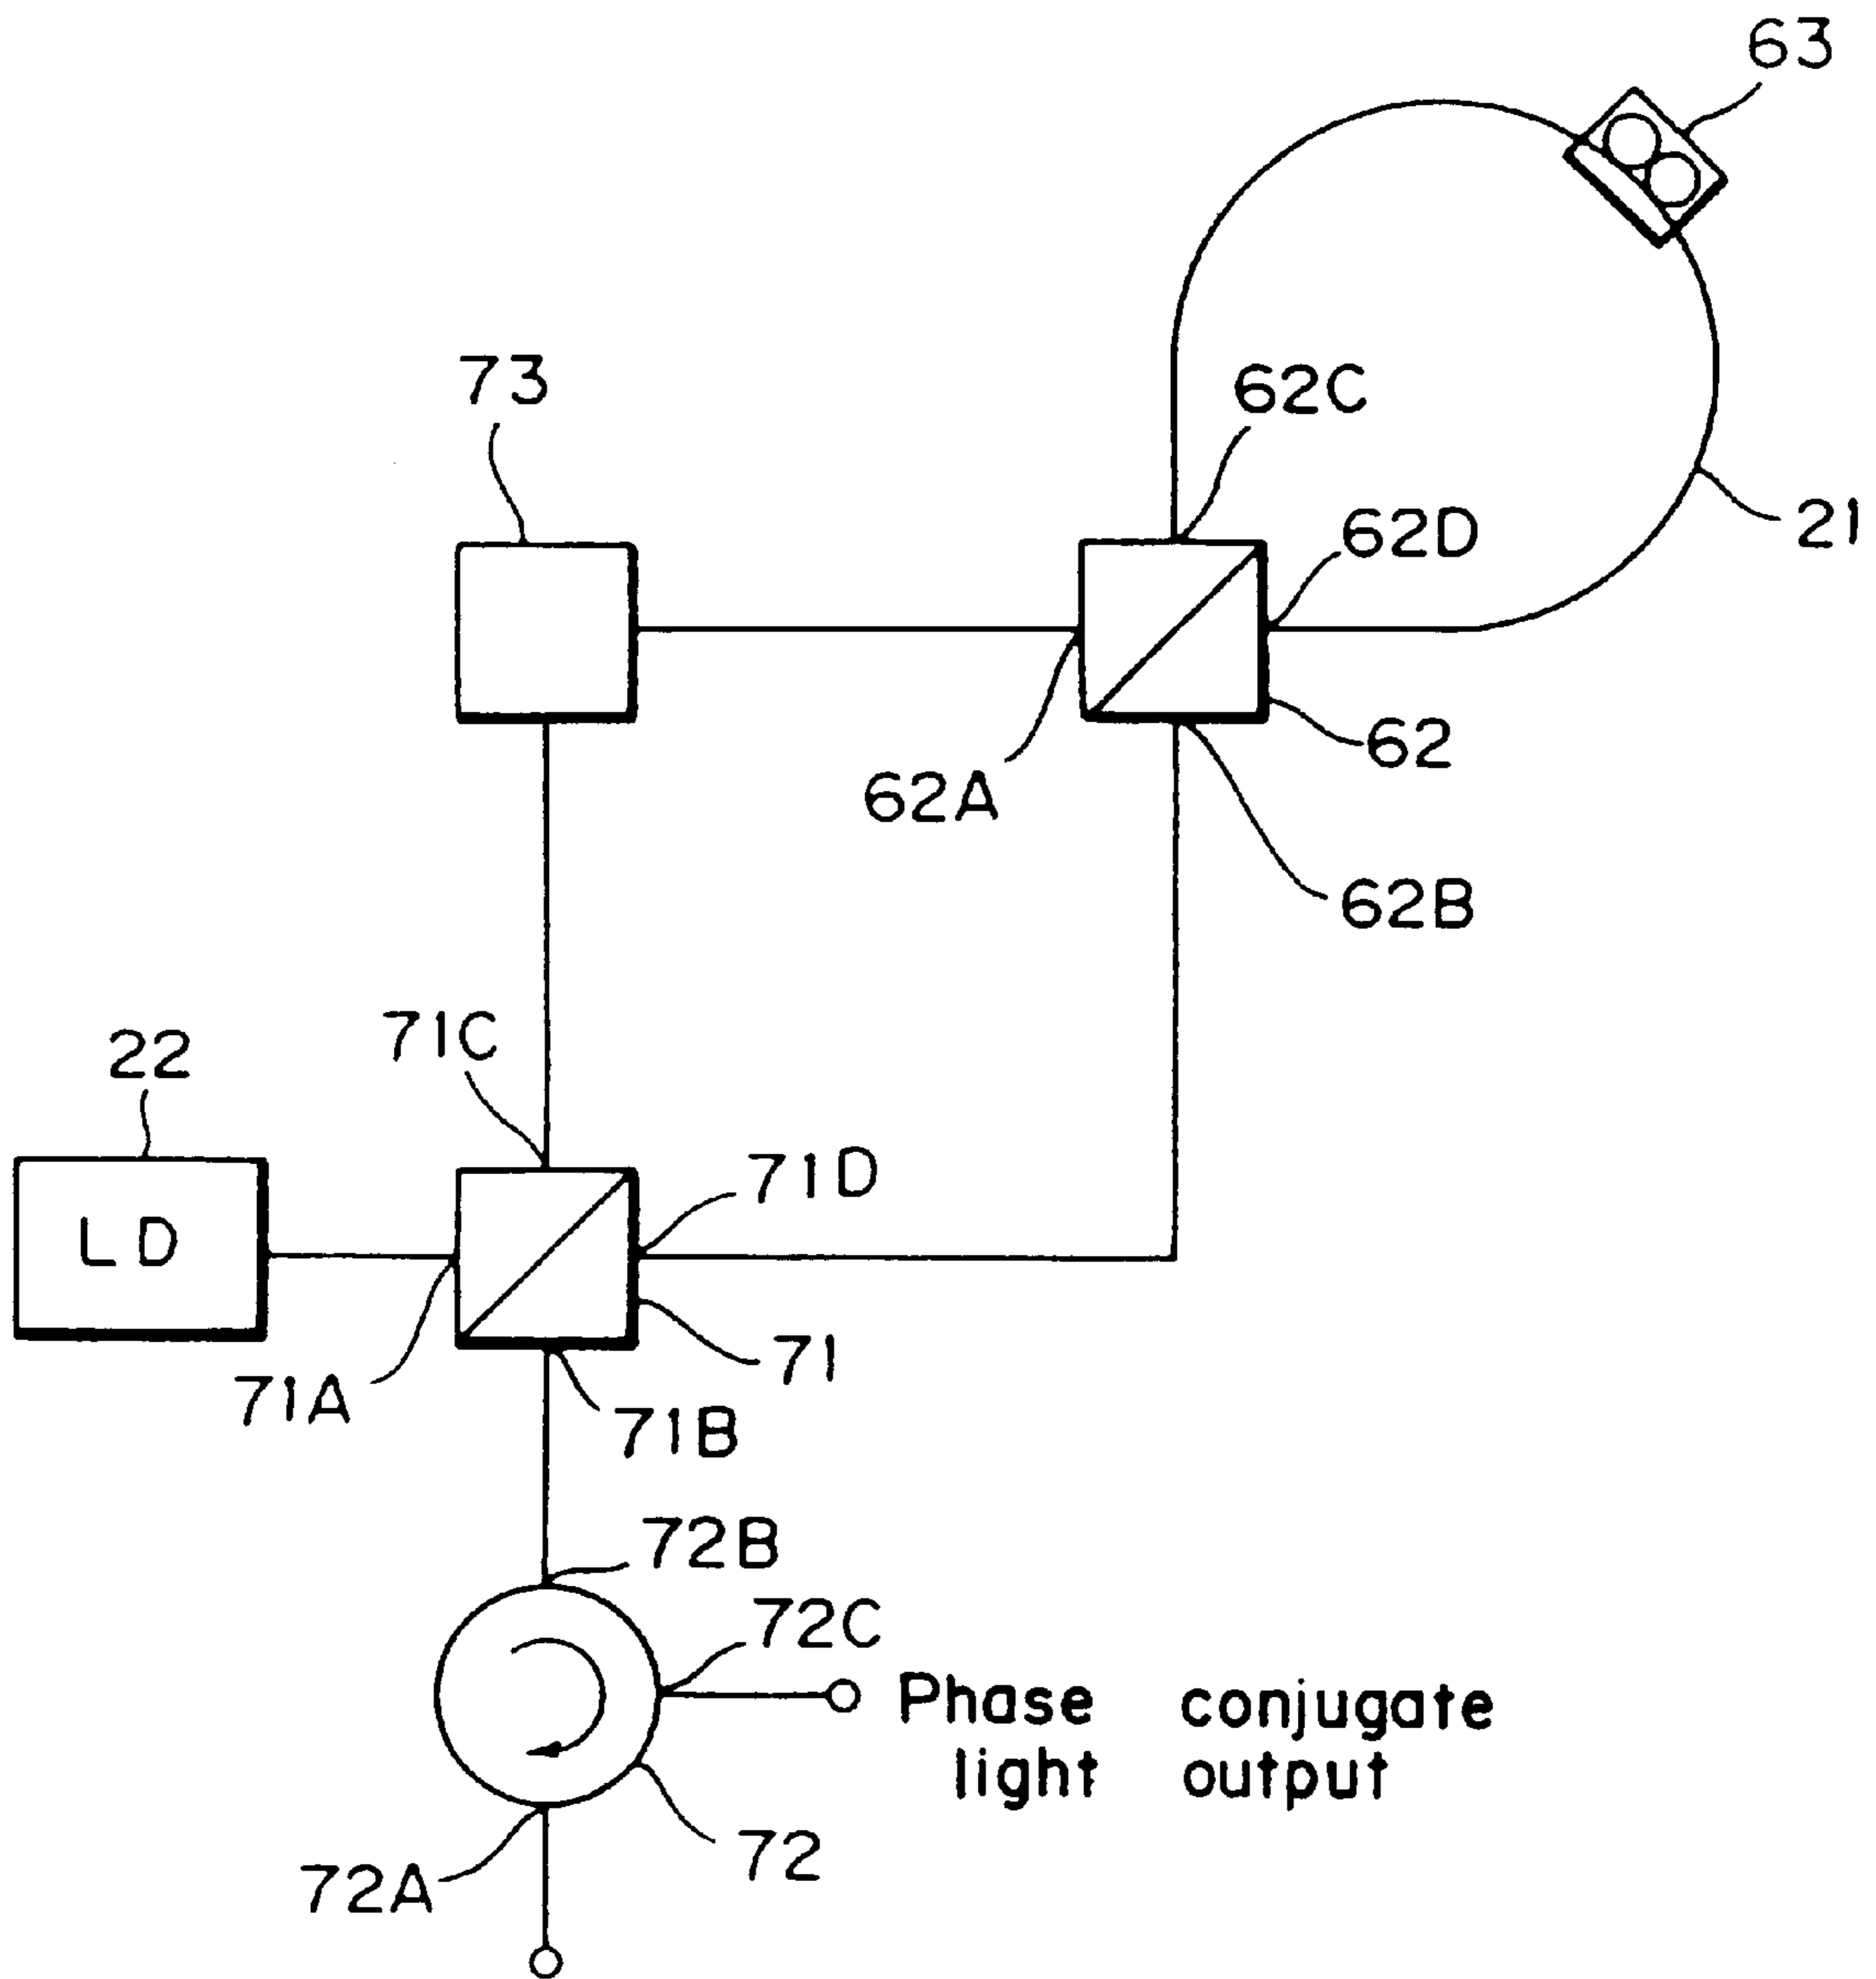 63
73
62C
62D
21
62
62A
62B
71C
22
71D
LD
71
71A
71B
72B
72C
Phase conjugate
light output
72
72A